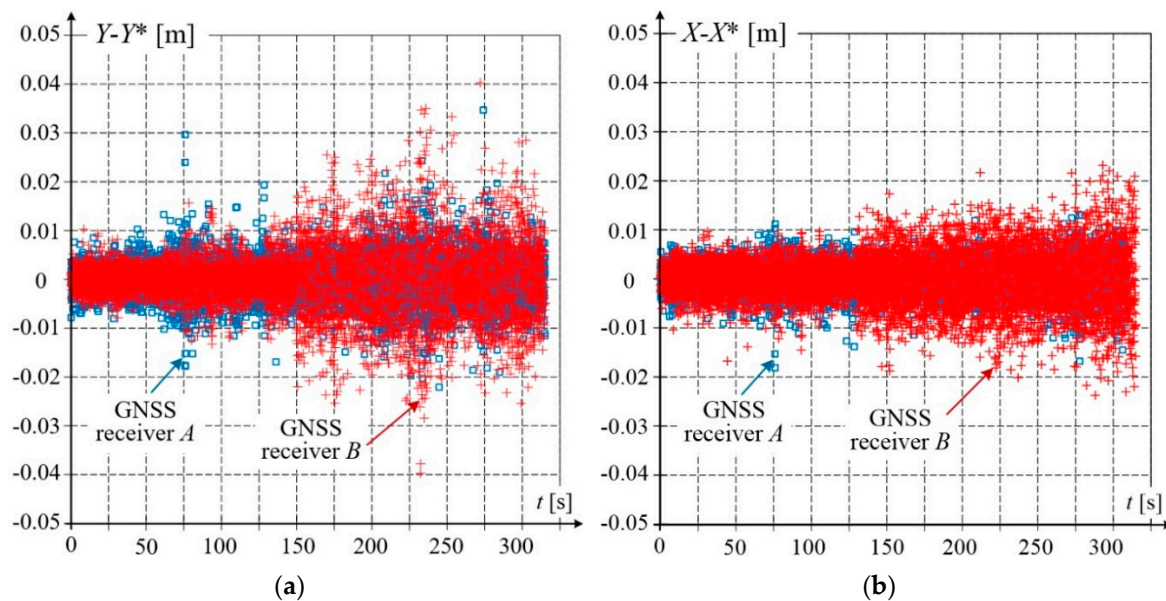 Y-Y* [m]
0.05
0.04
0.03
0.02
0.01
0
-0.01
-0.02
-0.03
-0.04
-0.05
GNSS
receiver A
GNSS
receiver B
t [s]
0 50 100 150 200 250 300
(a)
X-X* [m]
0.05
0.04
0.03
0.02
0.01
0
-0.01
-0.02
-0.03
-0.04
-0.05
GNSS
receiver A
GNSS
receiver B
t [s]
0 50 100 150 200 250 300
(b)